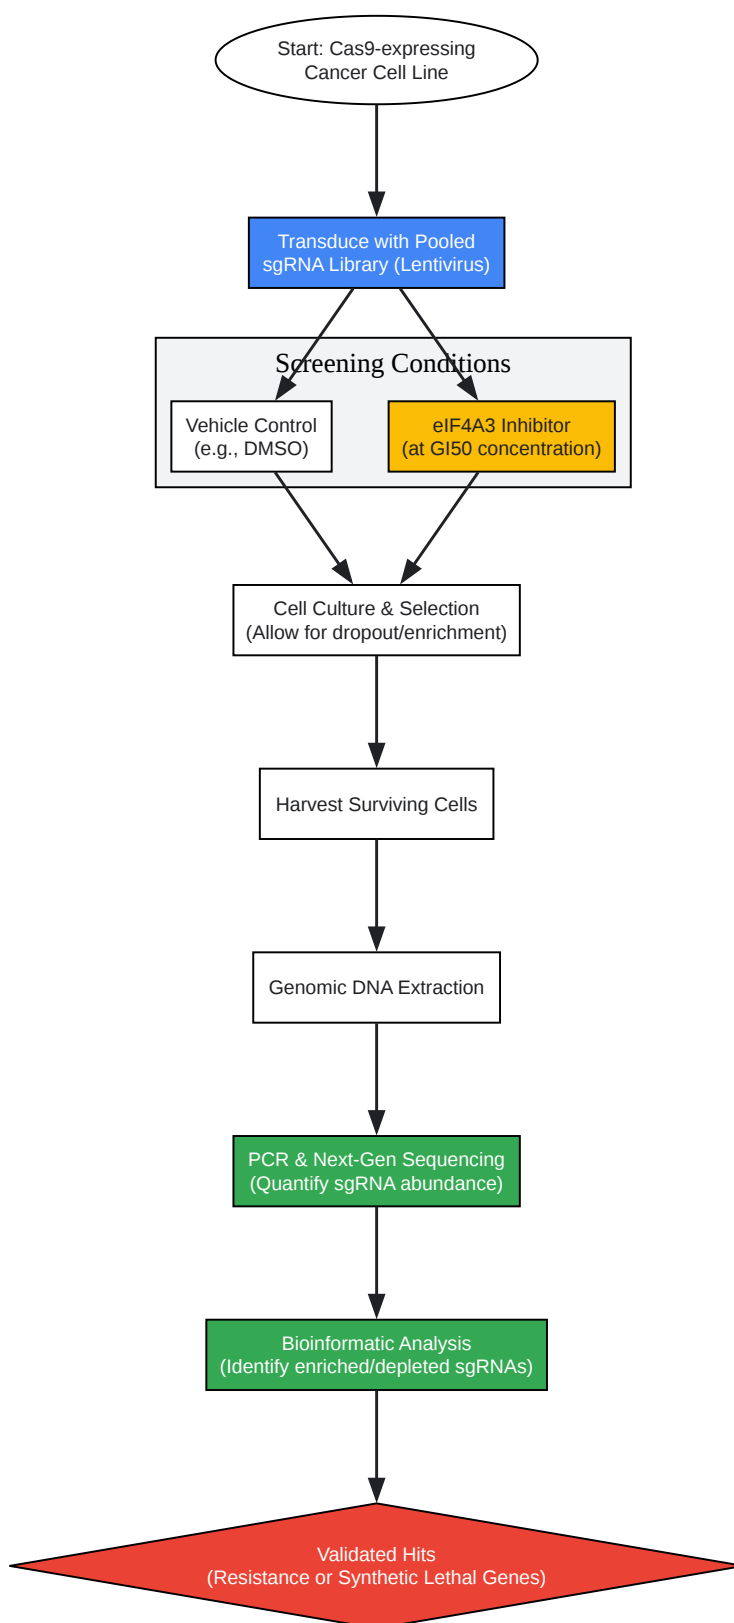 Start: Cas9-expressing
Cancer Cell Line
Transduce with Pooled
sgRNA Library (Lentivirus)
Screening Conditions
Vehicle Control
(e.g., DMSO)
eIF4A3 Inhibitor
(at GI50 concentration)
Cell Culture & Selection
(Allow for dropout/enrichment)
Harvest Surviving Cells
Genomic DNA Extraction
PCR & Next-Gen Sequencing
(Quantify sgRNA abundance)
Bioinformatic Analysis
(Identify enriched/depleted sgRNAs)
Validated Hits
(Resistance or Synthetic Lethal Genes)